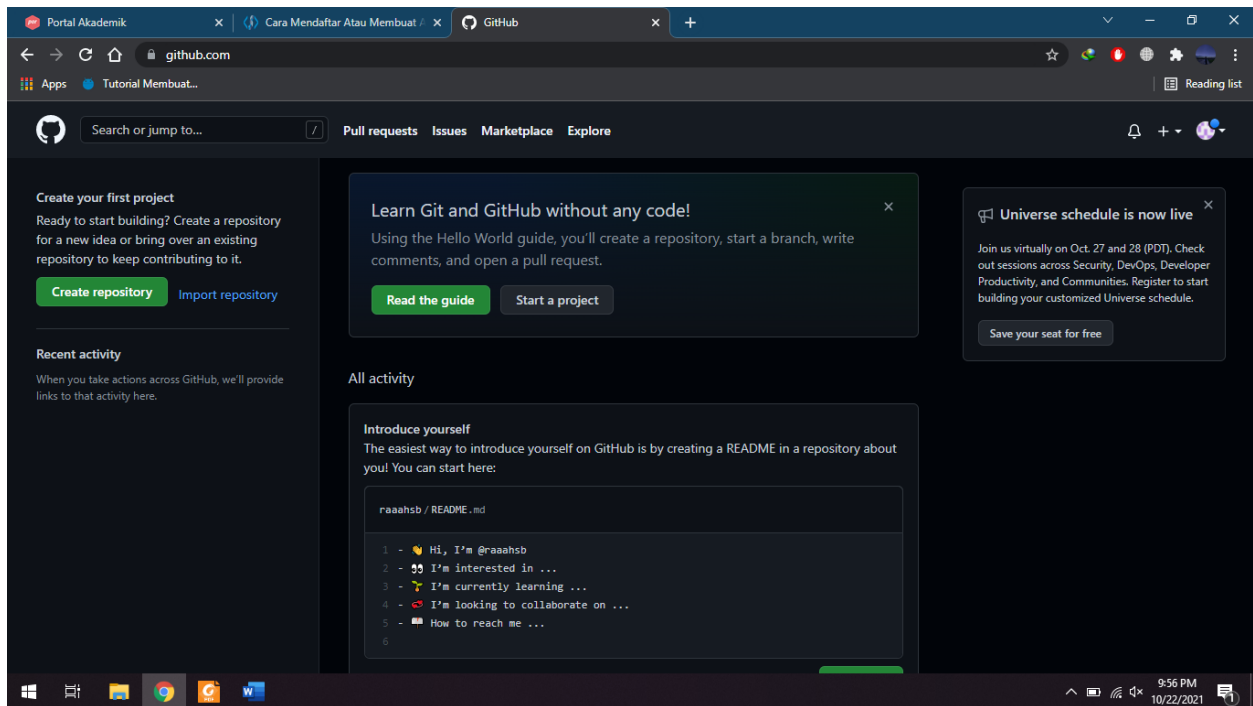 Portal Akademik
Cara Mendaftar Atau Membuat A
GitHub
github.com
Apps
Tutorial Membuat...
Reading list
Search or jump to...
/
Pull requests Issues Marketplace Explore
Create your first project
Ready to start building? Create a repository
for a new idea or bring over an existing
repository to keep contributing to it.
Create repository
Import repository
Recent activity
When you take actions across GitHub, we'll provide
links to that activity here.
Learn Git and GitHub without any code!
Using the Hello World guide, you'll create a repository, start a branch, write
comments, and open a pull request.
Read the guide
Start a project
All activity
Introduce yourself
The easiest way to introduce yourself on GitHub is by creating a README in a repository about
you! You can start here:
raaahsb/README.md
1 - 👋 Hi, I'm @raaahsb
2 - 👀 I'm interested in ...
3 - 🌱 I'm currently learning ...
4 - 💞️ I'm looking to collaborate on ...
5 - 📫 How to reach me ...
6
Universe schedule is now live
Join us virtually on Oct. 27 and 28 (PDT). Check
out sessions across Security, DevOps, Developer
Productivity, and Communities. Register to start
building your customized Universe schedule.
Save your seat for free
9:56 PM
10/22/2021
1